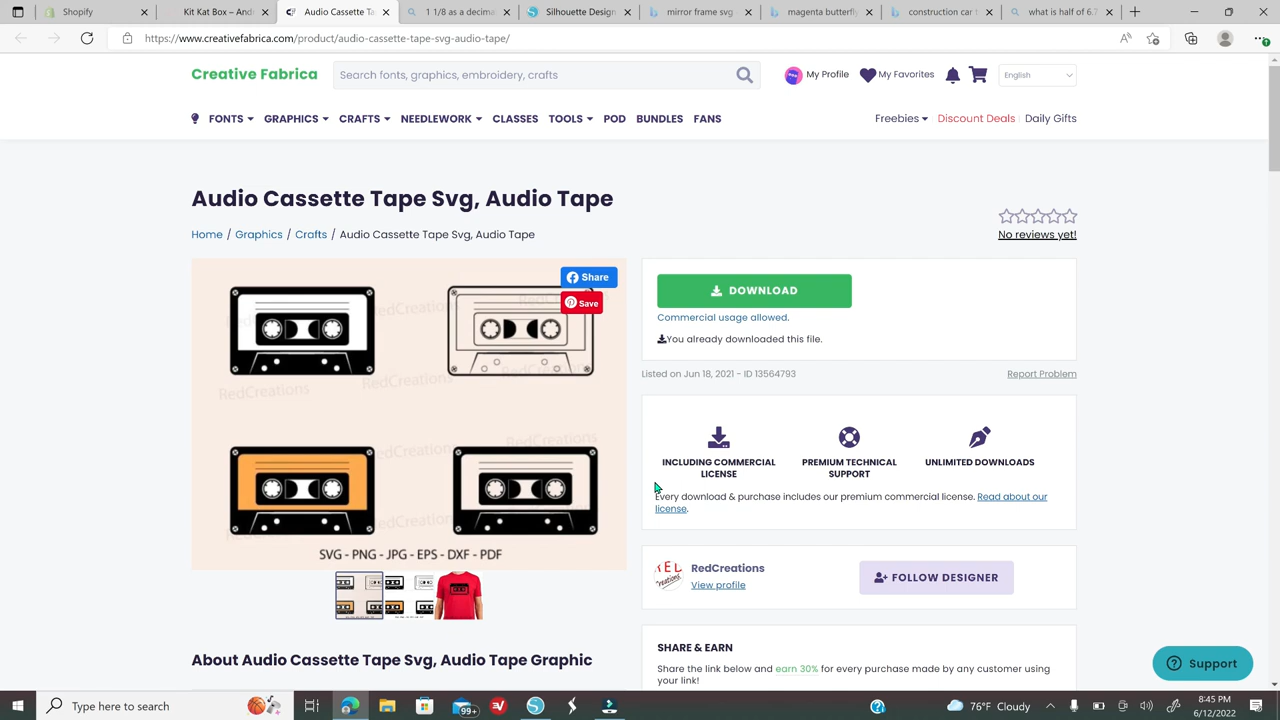 Kit Kat Box – And
Audio Cassette Ta
1 1/8 as a decima
Silhouette Design
mirror frame svg
magenta butterfl
construction car
what is half of 6.7
https://www.creativefabrica.com/product/audio-cassette-tape-svg-audio-tape/
Creative Fabrica
Search fonts, graphics, embroidery, crafts
My Profile
My Favorites
English
FONTS
GRAPHICS
CRAFTS
NEEDLEWORK
CLASSES
TOOLS
POD
BUNDLES
FANS
Freebies
Discount Deals
Daily Gifts
Audio Cassette Tape Svg, Audio Tape
No reviews yet!
Home / Graphics / Crafts / Audio Cassette Tape Svg, Audio Tape
Share
Save
RedCreations
RedCreations
RedCreations
RedCreations
SVG - PNG - JPG - EPS - DXF - PDF
DOWNLOAD
Commercial usage allowed.
You already downloaded this file.
Listed on Jun 18, 2021 - ID 13564793
Report Problem
INCLUDING COMMERCIAL
LICENSE
PREMIUM TECHNICAL
SUPPORT
UNLIMITED DOWNLOADS
Every download & purchase includes our premium commercial license. Read about our
license.
RedCreations
View profile
FOLLOW DESIGNER
SHARE & EARN
Share the link below and earn 30% for every purchase made by any customer using
your link!
About Audio Cassette Tape Svg, Audio Tape Graphic
Support
Type here to search
99+
76°F Cloudy
8:45 PM
6/12/2022